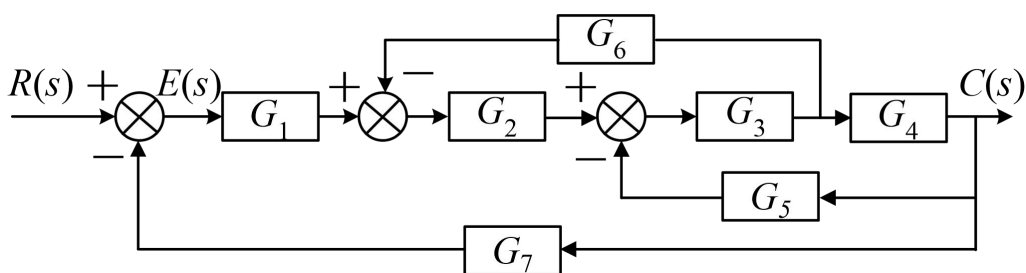 G₆
R(s) + E(s) + − + C(s)
G₁ G₂ G₃ G₄
− −
G₅
G₇